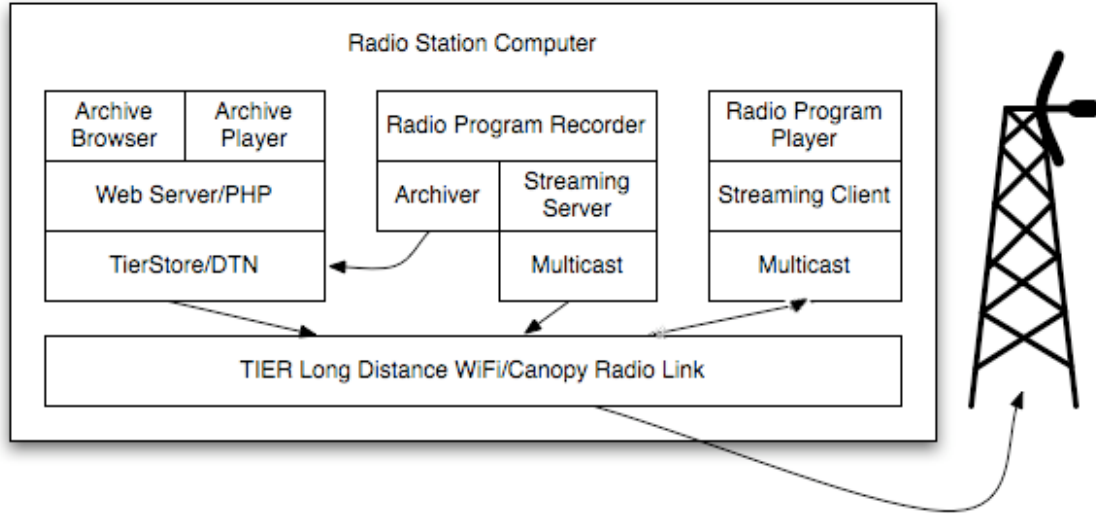 Radio Station Computer
Archive
Browser
Archive
Player
Web Server/PHP
TierStore/DTN
Radio Program Recorder
Archiver
Streaming
Server
Multicast
Radio Program
Player
Streaming Client
Multicast
TIER Long Distance WiFi/Canopy Radio Link